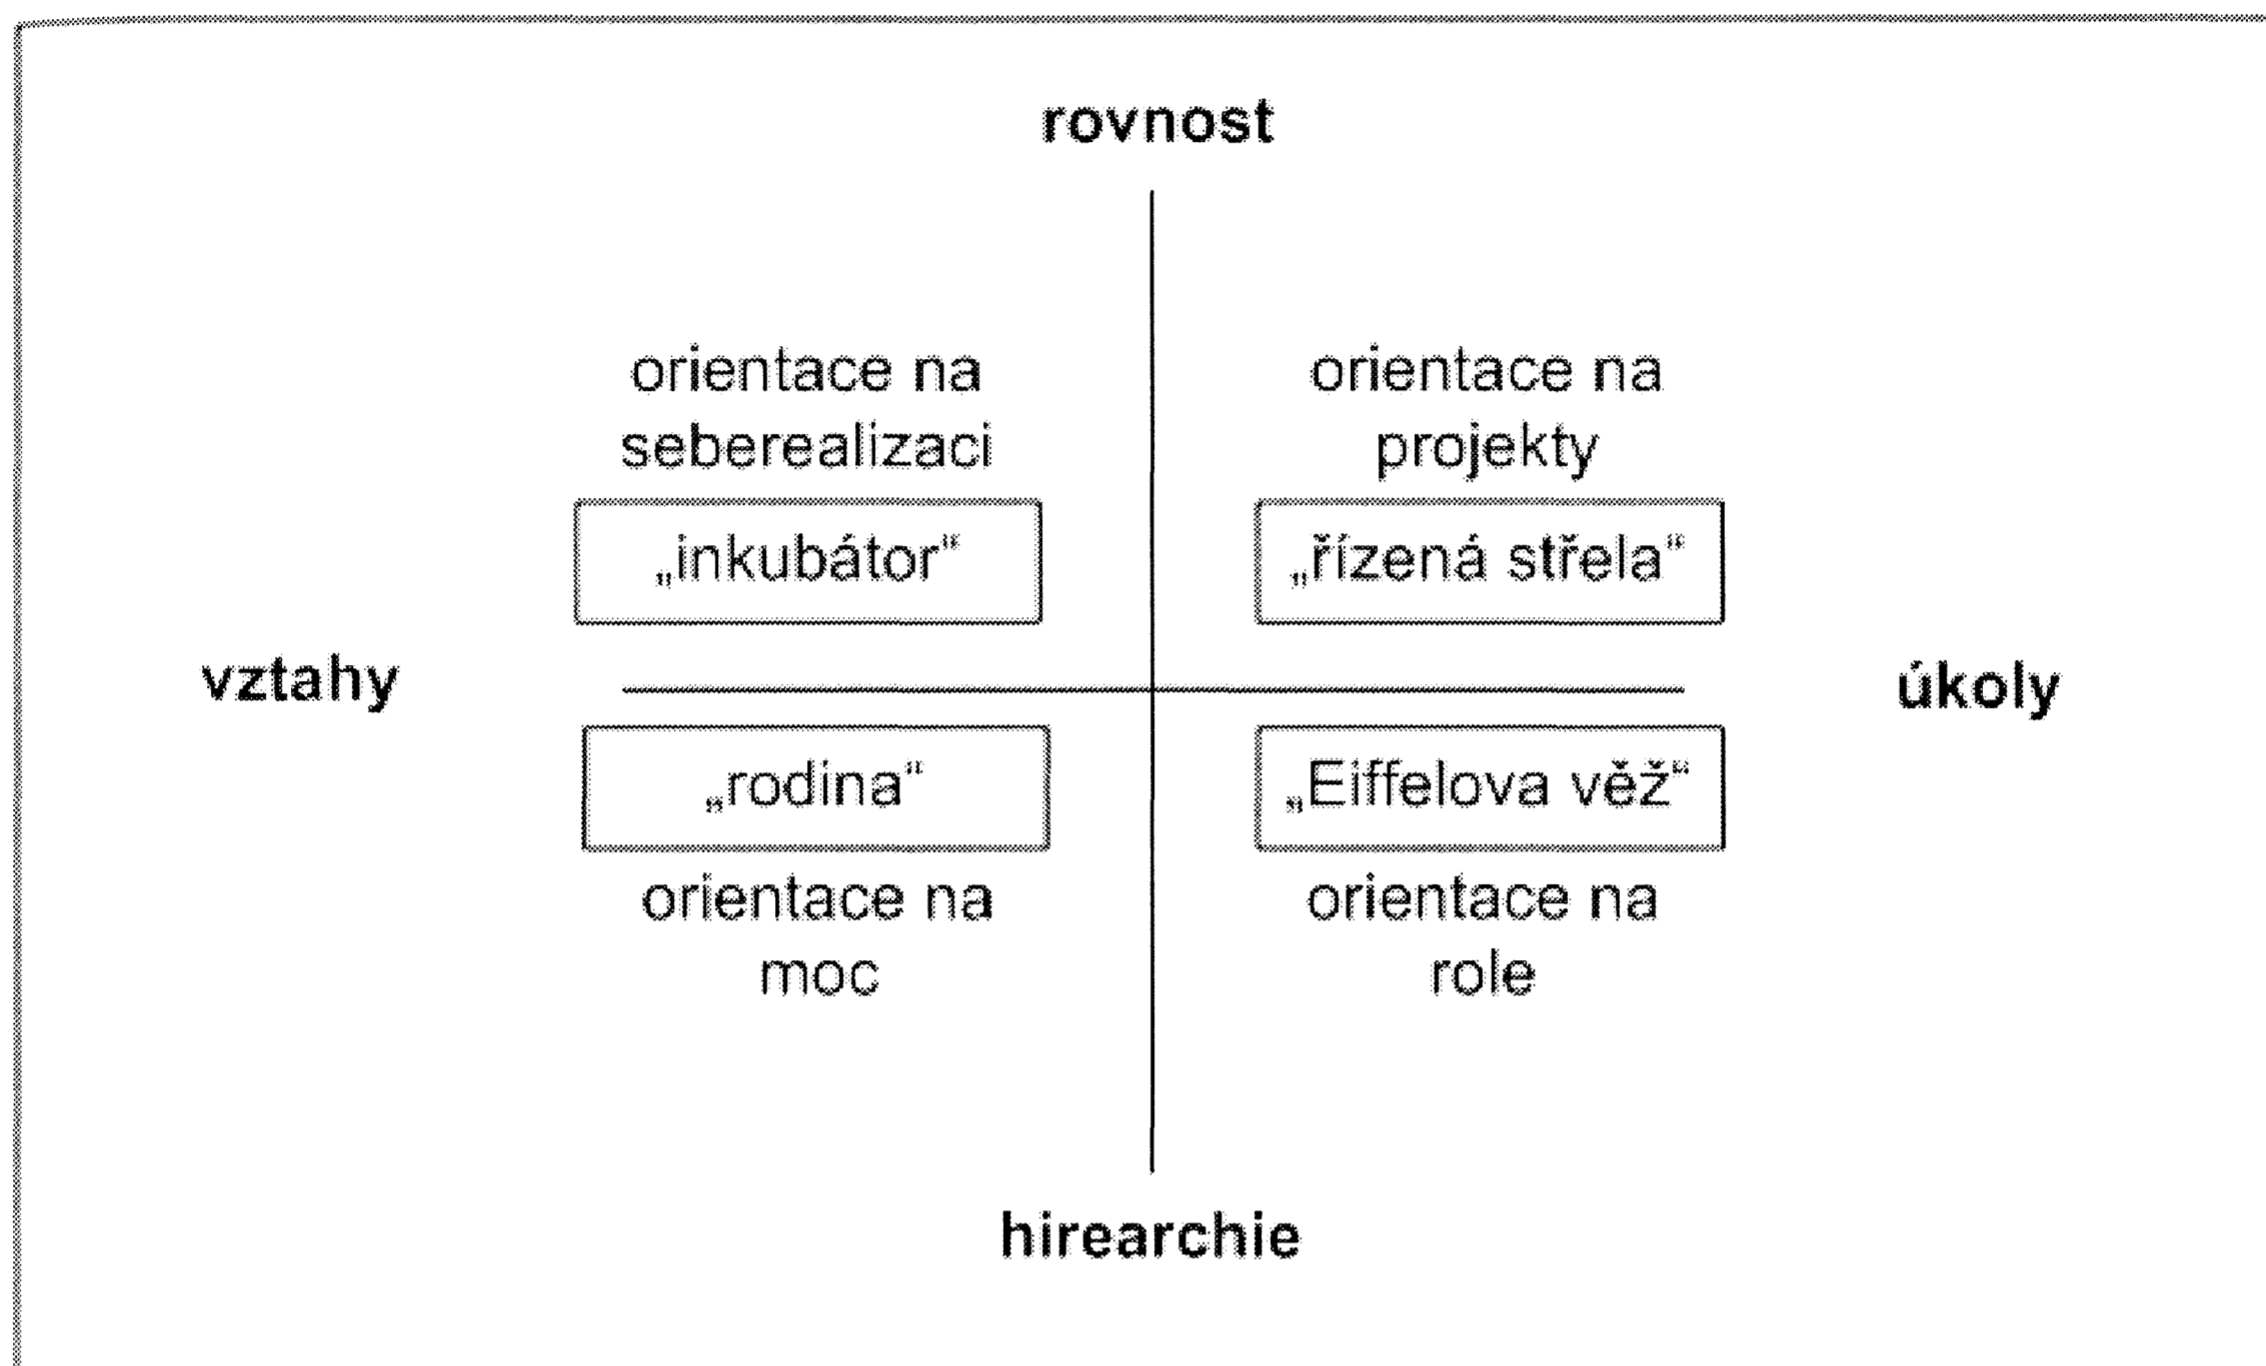 rovnost
orientace na
seberealizaci
„inkubátor“
orientace na
projekty
„řízená střela“
vztahy
úkoly
„rodina“
orientace na
moc
„Eiffelova věž“
orientace na
role
hirearchie